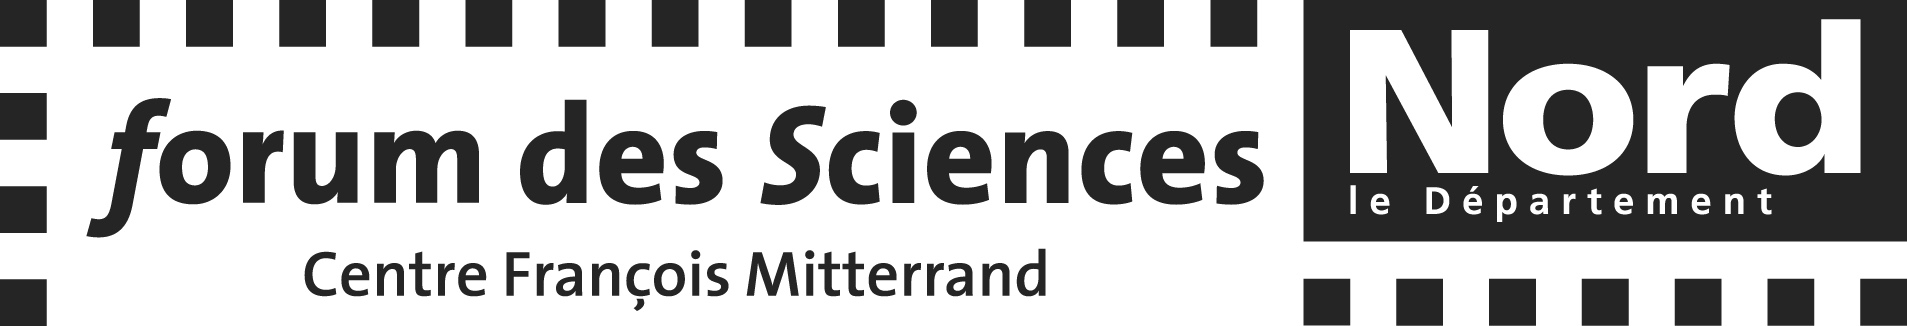 forum des Sciences
Centre François Mitterrand
Nord
le Département